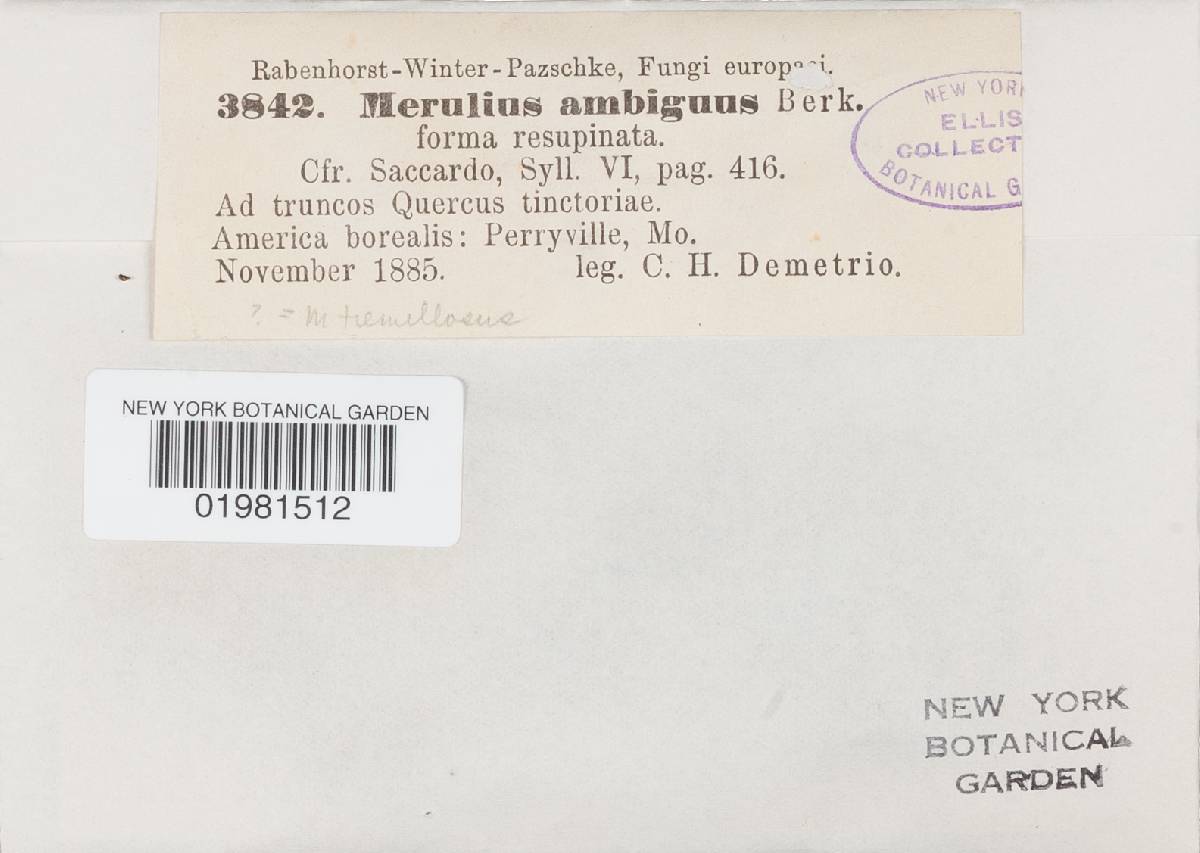 Rabenhorst-Winter-Pazschke, Fungi europaei.
3842. Merulius ambiguus Berk.
forma resupinata.
Cfr. Saccardo, Syll. VI, pag. 416.
Ad truncos Quercus tinctoriae.
America borealis: Perryville, Mo.
November 1885. leg. C. H. Demetrio.
? = M tremellosus
NEW YOR
ELLIS
COLLECT
BOTANICAL G
NEW YORK BOTANICAL GARDEN
01981512
NEW YORK
BOTANICAL
GARDEN